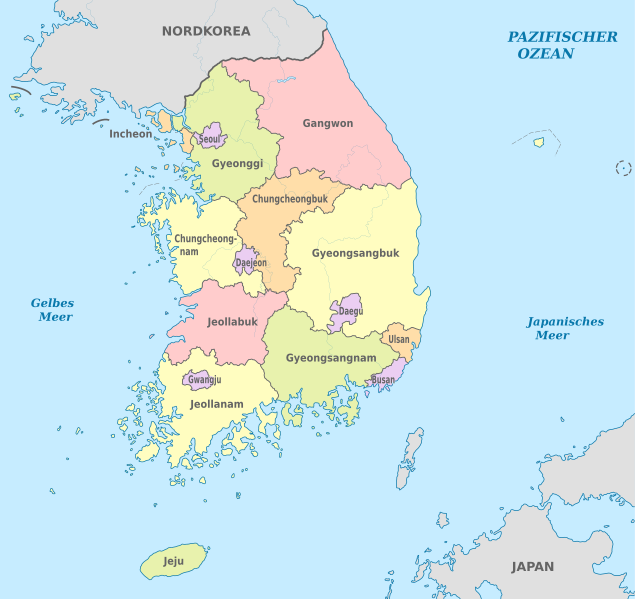 NORDKOREA
PAZIFISCHER
OZEAN
Gangwon
Incheon
Seoul
Gyeonggi
Chungcheongbuk
Chungcheong-
nam
Gyeongsangbuk
Daejeon
Gelbes
Meer
Daegu
Jeollabuk
Japanisches
Meer
Ulsan
Gyeongsangnam
Gwangju
Busan
Jeollanam
Jeju
JAPAN